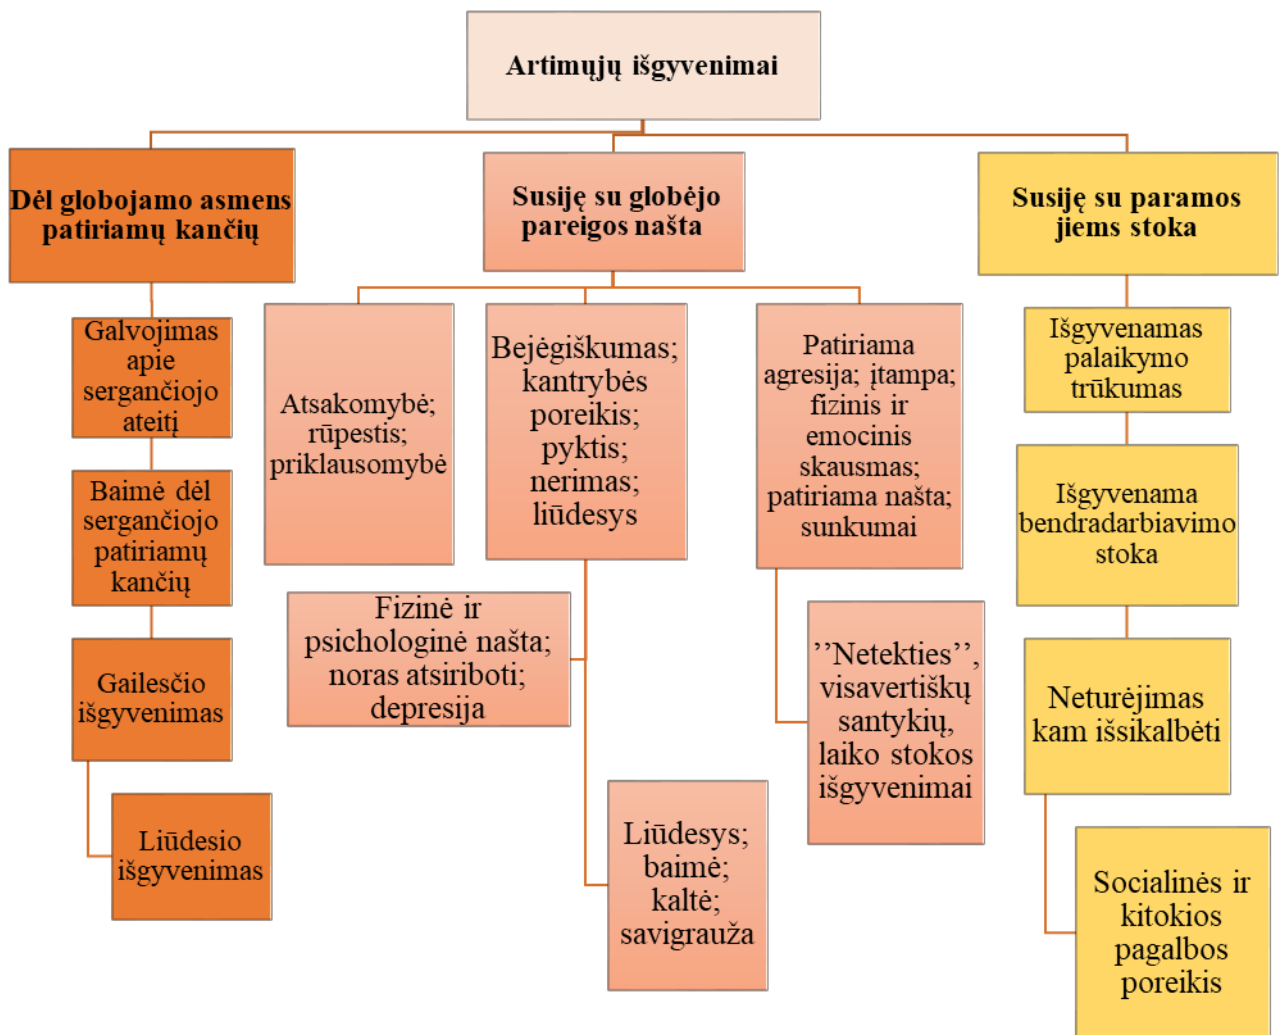 Artimųjų išgyvenimai
Dėl globojamo asmens
patiriamų kančių
Galvojimas
apie
sergančiojo
ateitį
Baimė dėl
sergančiojo
patiriamų
kančių
Gailesčio
išgyvenimas
Liūdesio
išgyvenimas
Susiję su globėjo
pareigos našta
Atsakomybė;
rūpestis;
priklausomybė
Bejėgiškumas;
kantrybės
poreikis;
pyktis;
nerimas;
liūdesys
Fizinė ir
psichologinė našta;
noras atsiriboti;
depresija
Liūdesys;
baimė;
kaltė;
savigrauža
Patiriama
agresija; įtampa;
fizinis ir
emocinis
skausmas;
patiriama našta;
sunkumai
’’Netekties’’,
visavertiškų
santykių,
laiko stokos
išgyvenimai
Susiję su paramos
jiems stoka
Išgyvenamas
palaikymo
trūkumas
Išgyvenama
bendradarbiavimo
stoka
Neturėjimas
kam išsikalbėti
Socialinės ir
kitokios
pagalbos
poreikis